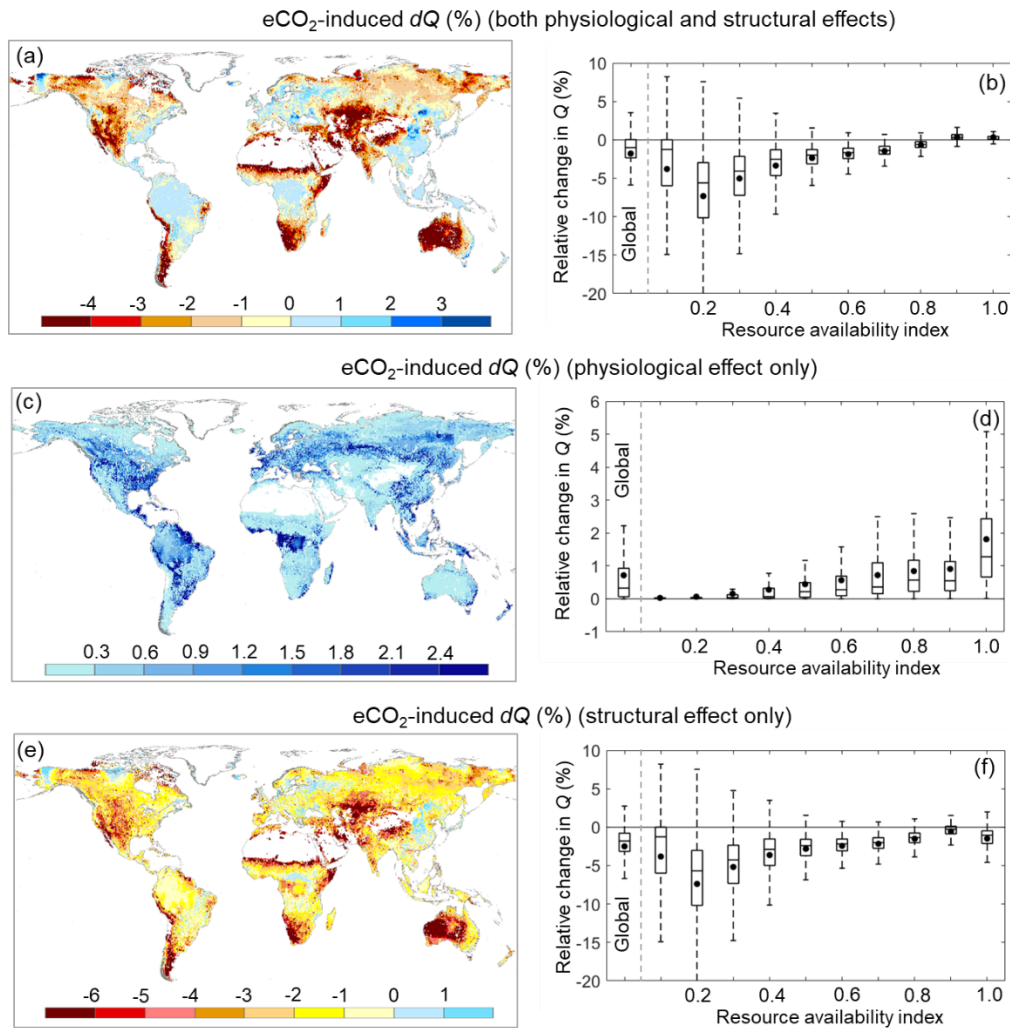 eCO₂-induced dQ (%) (both physiological and structural effects)
(a)
-4 -3 -2 -1 0 1 2 3
(b)
10
5
0
-5
-10
-15
-20
Relative change in Q (%)
Global
0.2 0.4 0.6 0.8 1.0
Resource availability index
eCO₂-induced dQ (%) (physiological effect only)
(c)
0.3 0.6 0.9 1.2 1.5 1.8 2.1 2.4
(d)
6
5
4
3
2
1
0
-1
Relative change in Q (%)
Global
0.2 0.4 0.6 0.8 1.0
Resource availability index
eCO₂-induced dQ (%) (structural effect only)
(e)
-6 -5 -4 -3 -2 -1 0 1
(f)
10
5
0
-5
-10
-15
-20
Relative change in Q (%)
Global
0.2 0.4 0.6 0.8 1.0
Resource availability index